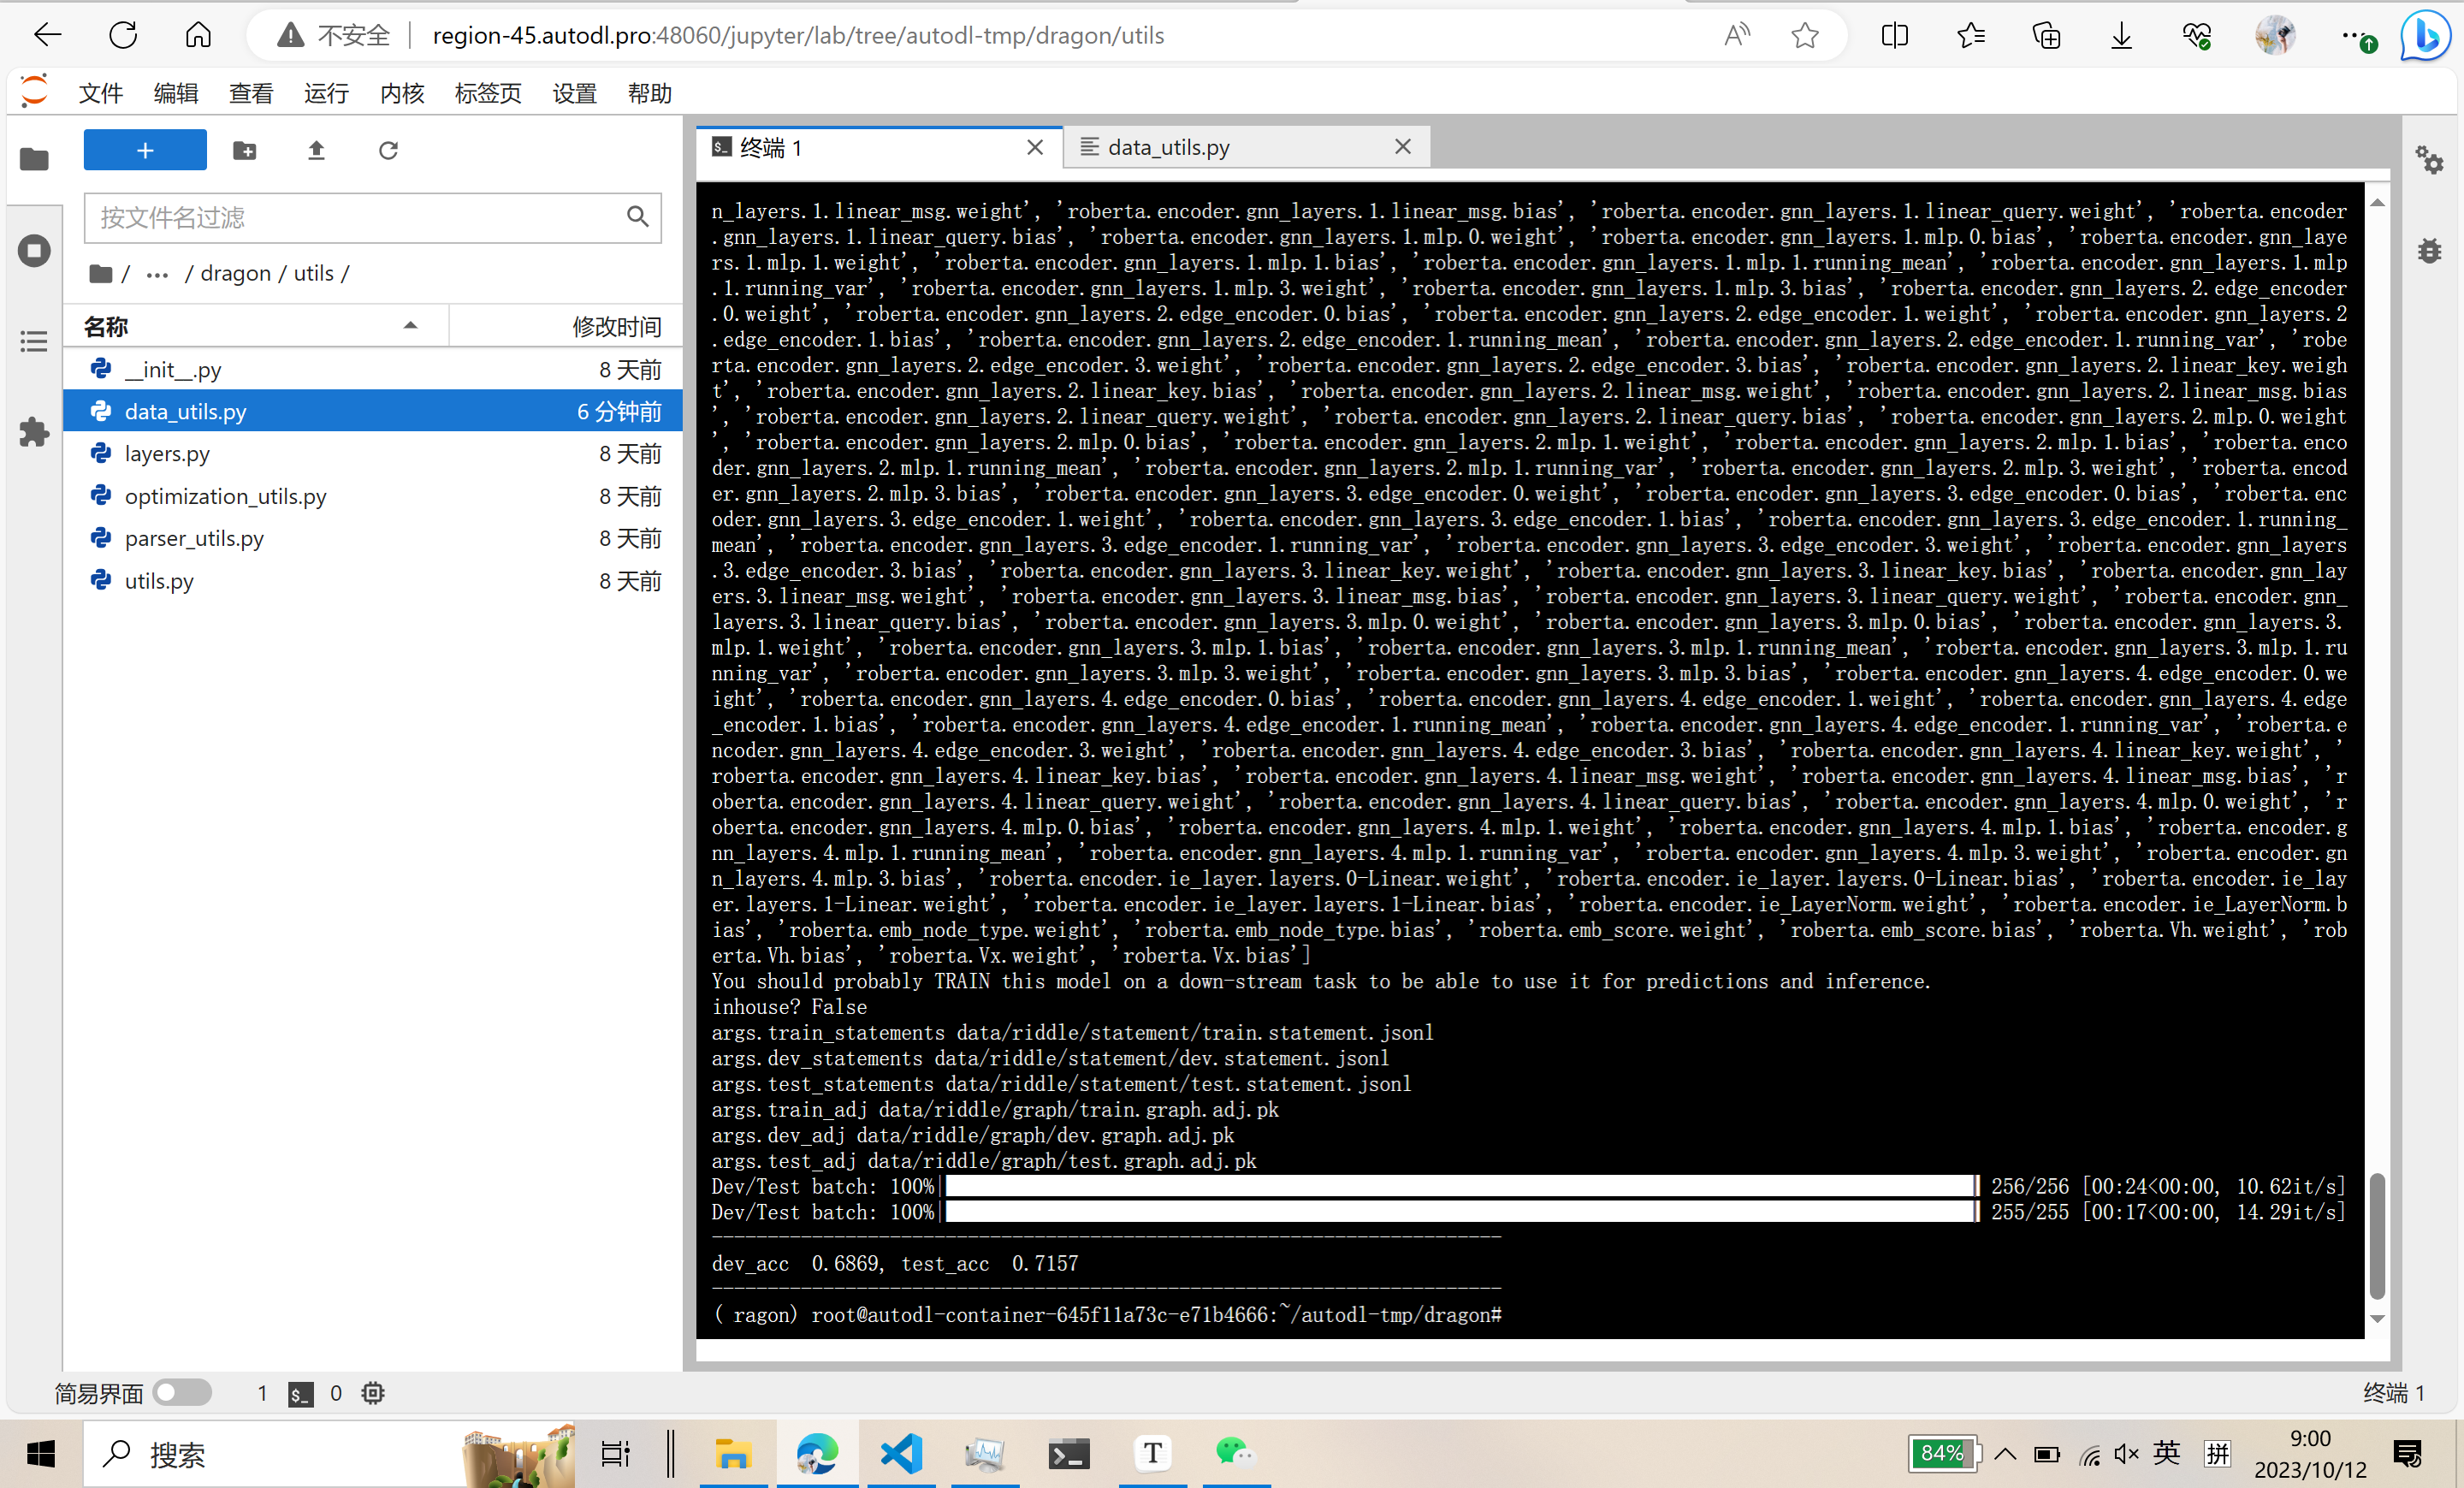 不安全
region-45.autodl.pro:48060/jupyter/lab/tree/autodl-tmp/dragon/utils
文件 编辑 查看 运行 内核 标签页 设置 帮助
+
按文件名过滤
/ ··· / dragon / utils /
名称 修改时间
__init__.py 8 天前
data_utils.py 6 分钟前
layers.py 8 天前
optimization_utils.py 8 天前
parser_utils.py 8 天前
utils.py 8 天前
终端 1
data_utils.py
n_layers.1.linear_msg.weight', 'roberta.encoder.gnn_layers.1.linear_msg.bias', 'roberta.encoder.gnn_layers.1.linear_query.weight', 'roberta.encoder
.gnn_layers.1.linear_query.bias', 'roberta.encoder.gnn_layers.1.mlp.0.weight', 'roberta.encoder.gnn_layers.1.mlp.0.bias', 'roberta.encoder.gnn_laye
rs.1.mlp.1.weight', 'roberta.encoder.gnn_layers.1.mlp.1.bias', 'roberta.encoder.gnn_layers.1.mlp.1.running_mean', 'roberta.encoder.gnn_layers.1.mlp
.1.running_var', 'roberta.encoder.gnn_layers.1.mlp.3.weight', 'roberta.encoder.gnn_layers.1.mlp.3.bias', 'roberta.encoder.gnn_layers.2.edge_encoder
.0.weight', 'roberta.encoder.gnn_layers.2.edge_encoder.0.bias', 'roberta.encoder.gnn_layers.2.edge_encoder.1.weight', 'roberta.encoder.gnn_layers.2
.edge_encoder.1.bias', 'roberta.encoder.gnn_layers.2.edge_encoder.1.running_mean', 'roberta.encoder.gnn_layers.2.edge_encoder.1.running_var', 'robe
rta.encoder.gnn_layers.2.edge_encoder.3.weight', 'roberta.encoder.gnn_layers.2.edge_encoder.3.bias', 'roberta.encoder.gnn_layers.2.linear_key.weigh
t', 'roberta.encoder.gnn_layers.2.linear_key.bias', 'roberta.encoder.gnn_layers.2.linear_msg.weight', 'roberta.encoder.gnn_layers.2.linear_msg.bias
', 'roberta.encoder.gnn_layers.2.linear_query.weight', 'roberta.encoder.gnn_layers.2.linear_query.bias', 'roberta.encoder.gnn_layers.2.mlp.0.weight
', 'roberta.encoder.gnn_layers.2.mlp.0.bias', 'roberta.encoder.gnn_layers.2.mlp.1.weight', 'roberta.encoder.gnn_layers.2.mlp.1.bias', 'roberta.enco
der.gnn_layers.2.mlp.1.running_mean', 'roberta.encoder.gnn_layers.2.mlp.1.running_var', 'roberta.encoder.gnn_layers.2.mlp.3.weight', 'roberta.encod
er.gnn_layers.2.mlp.3.bias', 'roberta.encoder.gnn_layers.3.edge_encoder.0.weight', 'roberta.encoder.gnn_layers.3.edge_encoder.0.bias', 'roberta.enc
oder.gnn_layers.3.edge_encoder.1.weight', 'roberta.encoder.gnn_layers.3.edge_encoder.1.bias', 'roberta.encoder.gnn_layers.3.edge_encoder.1.running_
mean', 'roberta.encoder.gnn_layers.3.edge_encoder.1.running_var', 'roberta.encoder.gnn_layers.3.edge_encoder.3.weight', 'roberta.encoder.gnn_layers
.3.edge_encoder.3.bias', 'roberta.encoder.gnn_layers.3.linear_key.weight', 'roberta.encoder.gnn_layers.3.linear_key.bias', 'roberta.encoder.gnn_lay
ers.3.linear_msg.weight', 'roberta.encoder.gnn_layers.3.linear_msg.bias', 'roberta.encoder.gnn_layers.3.linear_query.weight', 'roberta.encoder.gnn_
layers.3.linear_query.bias', 'roberta.encoder.gnn_layers.3.mlp.0.weight', 'roberta.encoder.gnn_layers.3.mlp.0.bias', 'roberta.encoder.gnn_layers.3.
mlp.1.weight', 'roberta.encoder.gnn_layers.3.mlp.1.bias', 'roberta.encoder.gnn_layers.3.mlp.1.running_mean', 'roberta.encoder.gnn_layers.3.mlp.1.ru
nning_var', 'roberta.encoder.gnn_layers.3.mlp.3.weight', 'roberta.encoder.gnn_layers.3.mlp.3.bias', 'roberta.encoder.gnn_layers.4.edge_encoder.0.we
ight', 'roberta.encoder.gnn_layers.4.edge_encoder.0.bias', 'roberta.encoder.gnn_layers.4.edge_encoder.1.weight', 'roberta.encoder.gnn_layers.4.edge
_encoder.1.bias', 'roberta.encoder.gnn_layers.4.edge_encoder.1.running_mean', 'roberta.encoder.gnn_layers.4.edge_encoder.1.running_var', 'roberta.e
ncoder.gnn_layers.4.edge_encoder.3.weight', 'roberta.encoder.gnn_layers.4.edge_encoder.3.bias', 'roberta.encoder.gnn_layers.4.linear_key.weight', '
roberta.encoder.gnn_layers.4.linear_key.bias', 'roberta.encoder.gnn_layers.4.linear_msg.weight', 'roberta.encoder.gnn_layers.4.linear_msg.bias', 'r
oberta.encoder.gnn_layers.4.linear_query.weight', 'roberta.encoder.gnn_layers.4.linear_query.bias', 'roberta.encoder.gnn_layers.4.mlp.0.weight', 'r
oberta.encoder.gnn_layers.4.mlp.0.bias', 'roberta.encoder.gnn_layers.4.mlp.1.weight', 'roberta.encoder.gnn_layers.4.mlp.1.bias', 'roberta.encoder.g
nn_layers.4.mlp.1.running_mean', 'roberta.encoder.gnn_layers.4.mlp.1.running_var', 'roberta.encoder.gnn_layers.4.mlp.3.weight', 'roberta.encoder.gn
n_layers.4.mlp.3.bias', 'roberta.encoder.ie_layer.layers.0-Linear.weight', 'roberta.encoder.ie_layer.layers.0-Linear.bias', 'roberta.encoder.ie_lay
er.layers.1-Linear.weight', 'roberta.encoder.ie_layer.layers.1-Linear.bias', 'roberta.encoder.ie_LayerNorm.weight', 'roberta.encoder.ie_LayerNorm.b
ias', 'roberta.emb_node_type.weight', 'roberta.emb_node_type.bias', 'roberta.emb_score.weight', 'roberta.emb_score.bias', 'roberta.Vh.weight', 'rob
erta.Vh.bias', 'roberta.Vx.weight', 'roberta.Vx.bias']
You should probably TRAIN this model on a down-stream task to be able to use it for predictions and inference.
inhouse? False
args.train_statements data/riddle/statement/train.statement.jsonl
args.dev_statements data/riddle/statement/dev.statement.jsonl
args.test_statements data/riddle/statement/test.statement.jsonl
args.train_adj data/riddle/graph/train.graph.adj.pk
args.dev_adj data/riddle/graph/dev.graph.adj.pk
args.test_adj data/riddle/graph/test.graph.adj.pk
Dev/Test batch: 100%| | 256/256 [00:24<00:00, 10.62it/s]
Dev/Test batch: 100%| | 255/255 [00:17<00:00, 14.29it/s]
-----------------------------------------------------------------------
dev_acc 0.6869, test_acc 0.7157
-----------------------------------------------------------------------
( ragon) root@autodl-container-645f11a73c-e71b4666:~/autodl-tmp/dragon#
简易界面 1 $_ 0 终端 1
搜索
T
84%
英 拼
9:00
2023/10/12